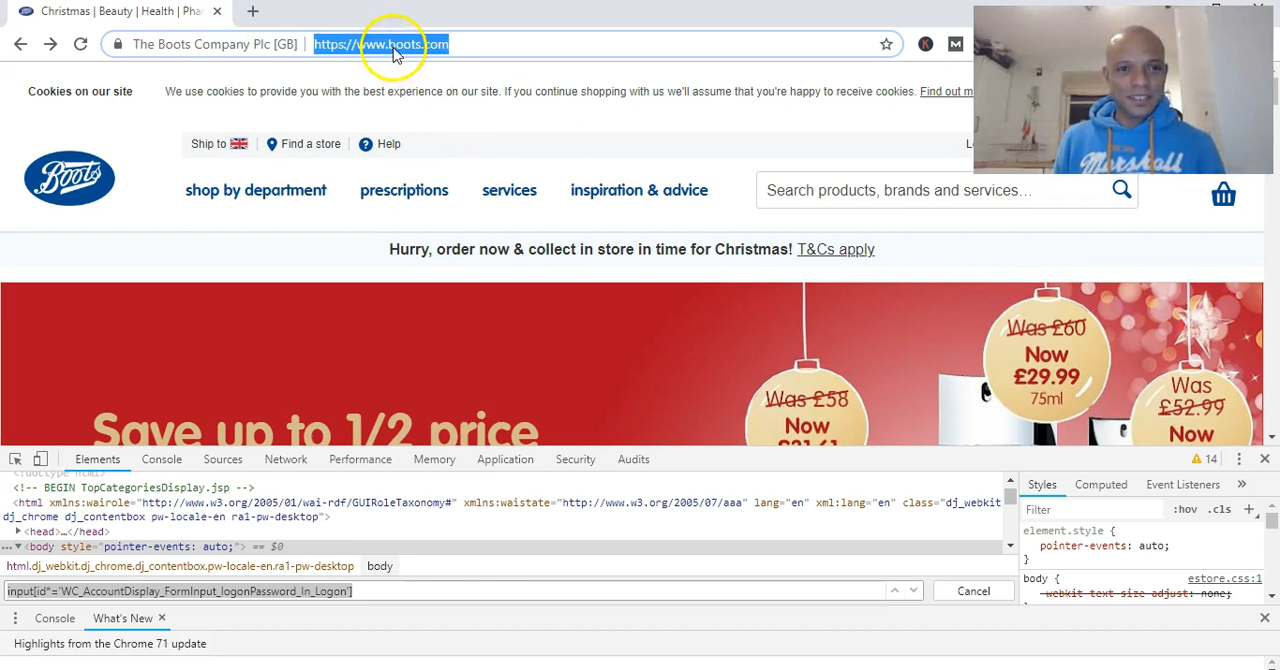 Christmas | Beauty | Health | Phar
The Boots Company Plc [GB] | https://www.boots.com
K M
Cookies on our site We use cookies to provide you with the best experience on our site. If you continue shopping with us we'll assume that you're happy to receive cookies. Find out m
Ship to Find a store Help
Boots
shop by department prescriptions services inspiration & advice Search products, brands and services…
Hurry, order now & collect in store in time for Christmas! T&Cs apply
Save up to 1/2 price
Was £58
Now
Was £60
Now
£29.99
75ml
Was
£52.99
Now
Marshall
ORIGINAL
Elements Console Sources Network Performance Memory Application Security Audits 14
<!doctype html>
<!-- BEGIN TopCategoriesDisplay.jsp -->
<html xmlns:wairole="http://www.w3.org/2005/01/wai-rdf/GUIRoleTaxonomy#" xmlns:waistate="http://www.w3.org/2005/07/aaa" lang="en" xml:lang="en" class="dj_webkit
dj_chrome dj_contentbox pw-locale-en ra1-pw-desktop">
<head>…</head>
…<body style="pointer-events: auto;"> == $0
html.dj_webkit.dj_chrome.dj_contentbox.pw-locale-en.ra1-pw-desktop body
input[id*='WC_AccountDisplay_FormInput_logonPassword_In_Logon'] Cancel
Styles Computed Event Listeners »
Filter :hov .cls +
element.style {
pointer-events: auto;
}
body { estore.css:1
-webkit-text-size-adjust: none;
Console What's New ×
Highlights from the Chrome 71 update